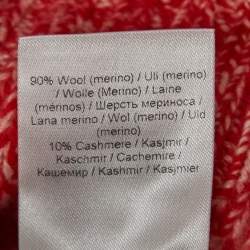 90% Wool (merino) / Uli (merino)
/ Wolle (Merino) / Laine
(mérinos) / Шерсть мериноса /
Lana merino / Wol (merino) / Uld
(merino)
10% Cashmere / Kasjmir /
Kaschmir / Cachemire /
Кашемир / Kashmir / Kasjmier